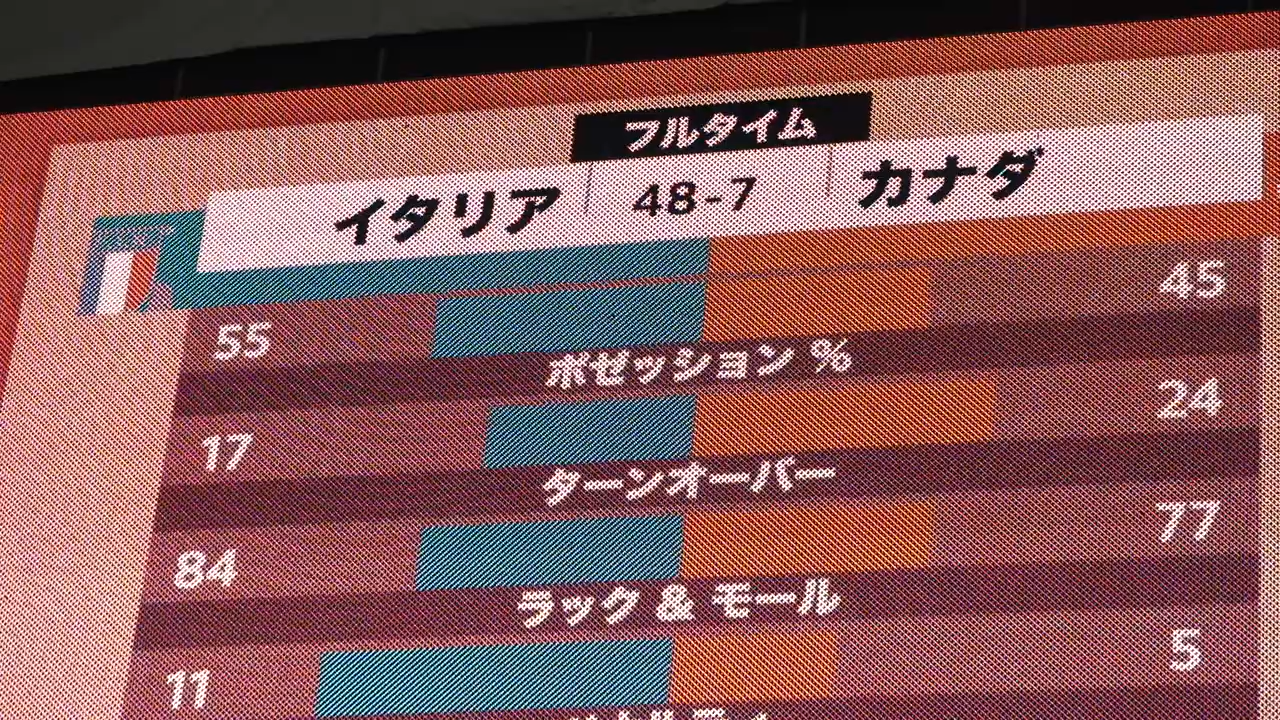 フルタイム
イタリア 48-7 カナダ
55 45
ポゼッション %
17 24
ターンオーバー
84 77
ラック & モール
11 5